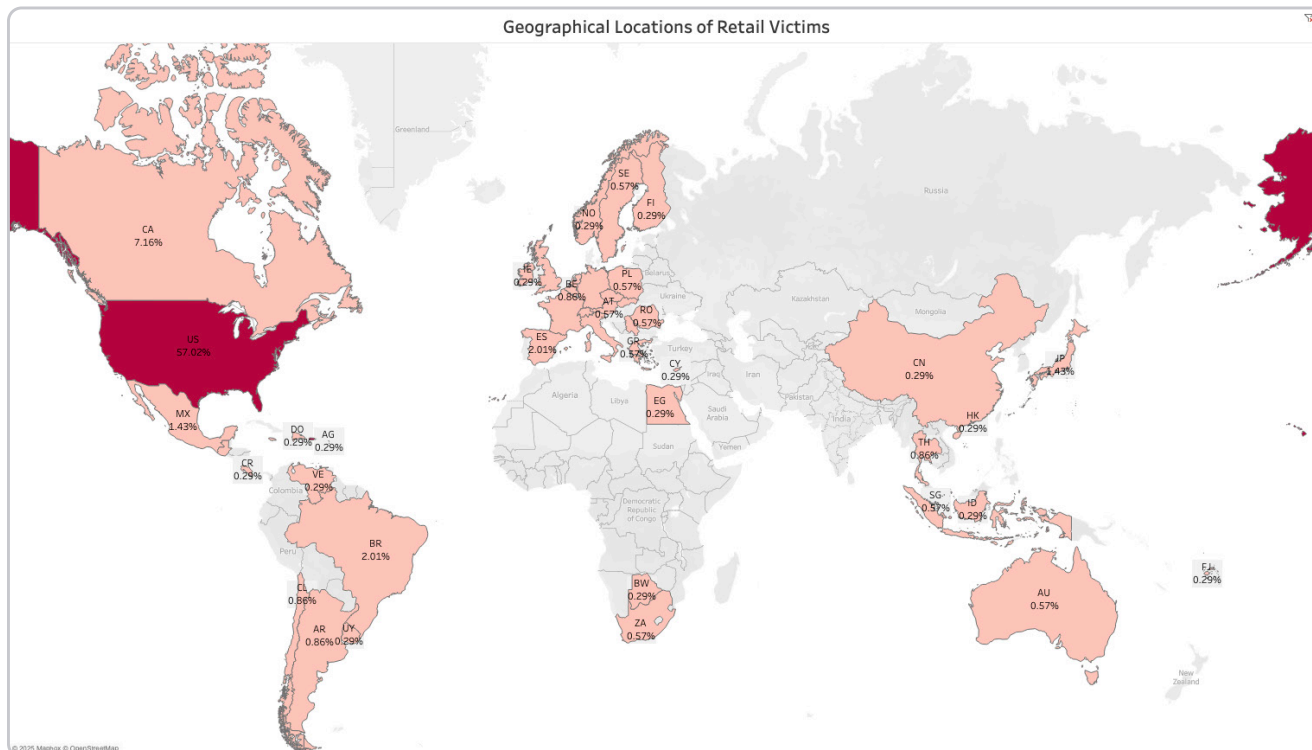 Geographical Locations of Retail Victims
Greenland
Russia
CA
7.16%
US
57.02%
MX
1.43%
DO
0.29%
AG
0.29%
CR
0.29%
VE
0.29%
Colombia
Peru
BR
2.01%
CL
0.86%
AR
0.86%
UY
0.29%
SE
0.57%
FI
0.29%
NO
0.29%
IE
0.29%
BE
0.86%
PL
0.57%
Belarus
Ukraine
AT
0.57%
RO
0.57%
ES
2.01%
GR
0.57%
Turkey
CY
0.29%
Kazakhstan
Mongolia
Iraq
Iran
Pakistan
India
Algeria
Libya
EG
0.29%
Saudi
Arabia
Sudan
Yemen
Democratic
Republic
of Congo
BW
0.29%
ZA
0.57%
CN
0.29%
JP
1.43%
HK
0.29%
TH
0.86%
SG
0.57%
ID
0.29%
AU
0.57%
FJ
0.29%
New
Zealand
© 2025 Mapbox © OpenStreetMap